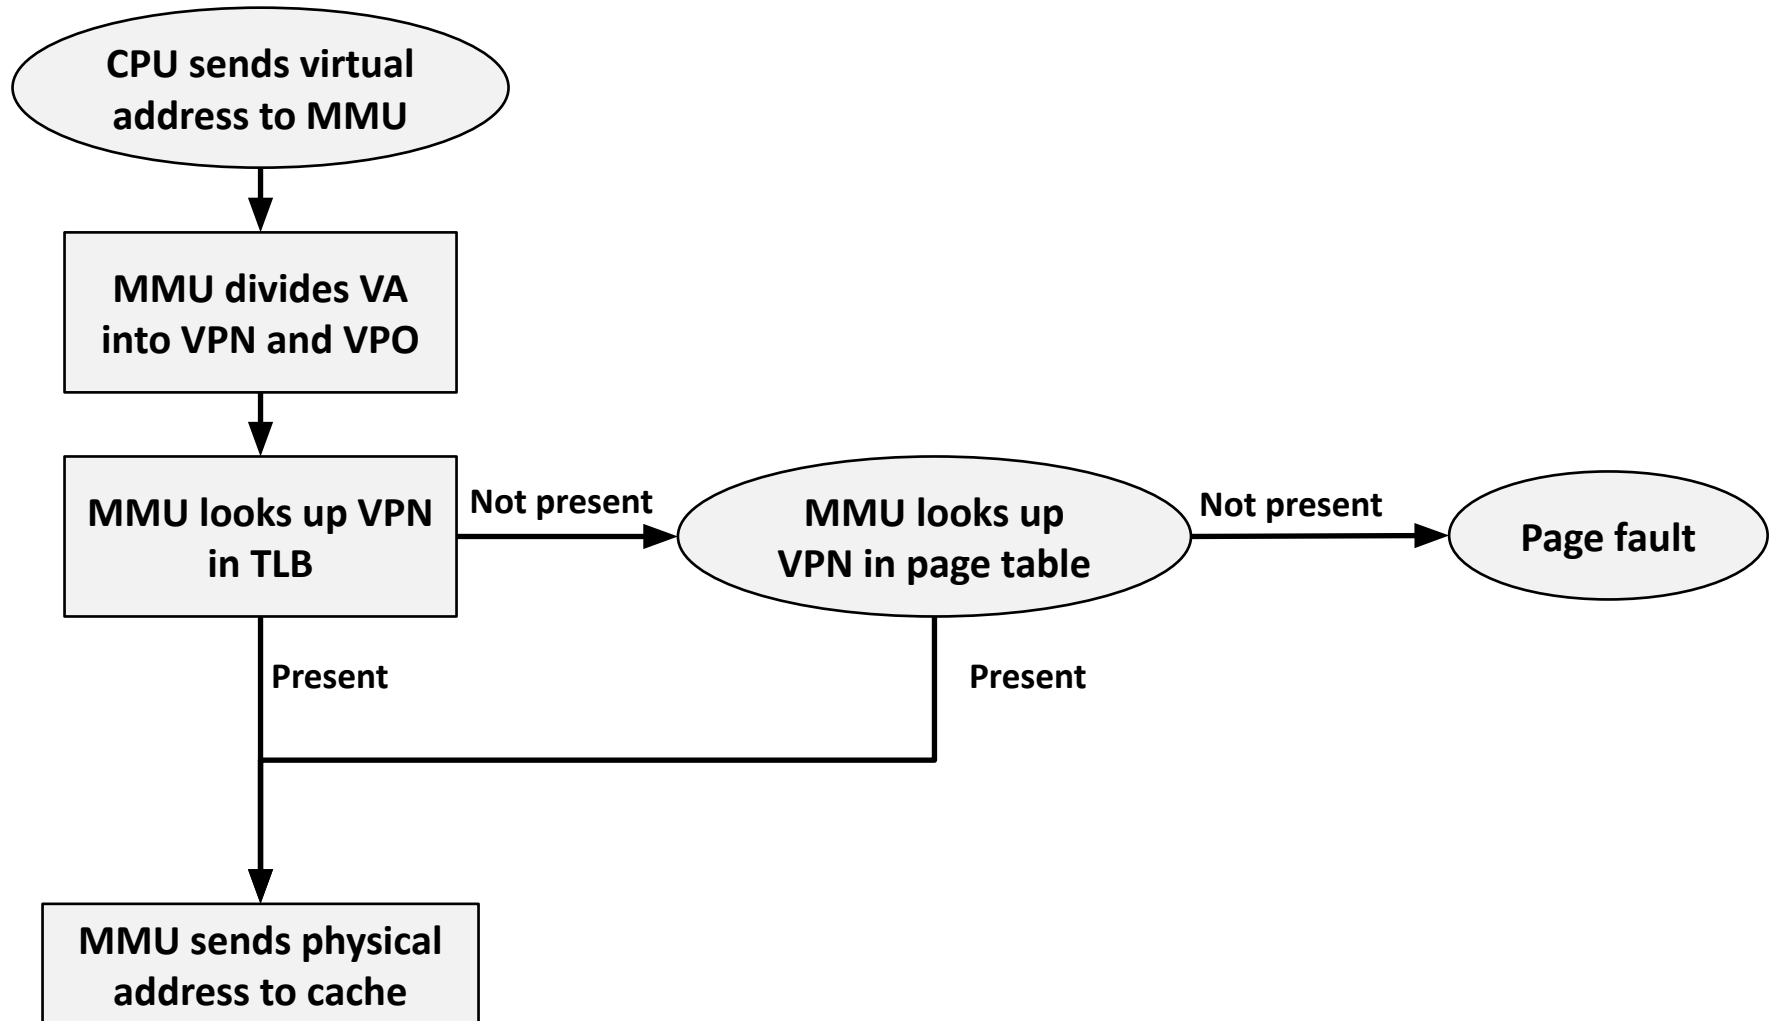 CPU sends virtual
address to MMU
MMU divides VA
into VPN and VPO
MMU looks up VPN
in TLB
Not present
MMU looks up
VPN in page table
Not present
Page fault
Present
Present
MMU sends physical
address to cache